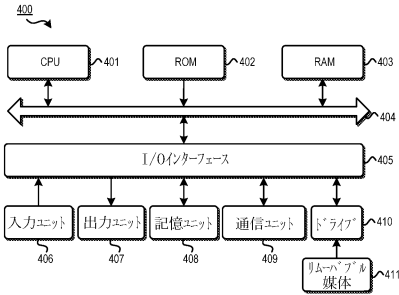 400
CPU
401
ROM
402
RAM
403
404
I/Oインターフェース
405
入力ユニット
出力ユニット
記憶ユニット
通信ユニット
ドライブ
410
406
407
408
409
リムーバブル
媒体
411